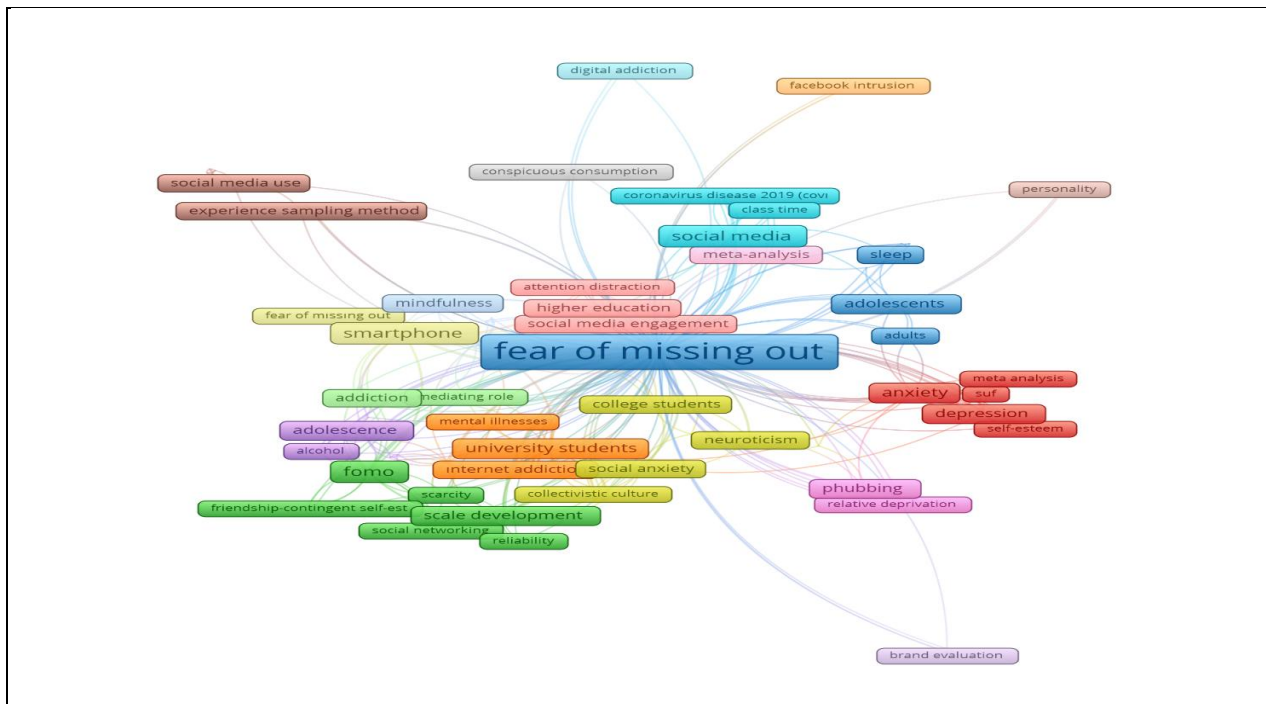 digital addiction
facebook intrusion
conspicuous consumption
social media use
personality
coronavirus disease 2019 (covi
experience sampling method
class time
social media
meta-analysis
sleep
attention distraction
mindfulness
adolescents
higher education
fear of missing out
social media engagement
smartphone
adults
fear of missing out
meta analysis
anxiety
suf
addiction
mediating role
college students
depression
mental illnesses
self-esteem
adolescence
neuroticism
university students
alcohol
fomo
internet addictio
social anxiety
phubbing
scarcity
collectivistic culture
relative deprivation
friendship-contingent self-est
scale development
social networking
reliability
brand evaluation